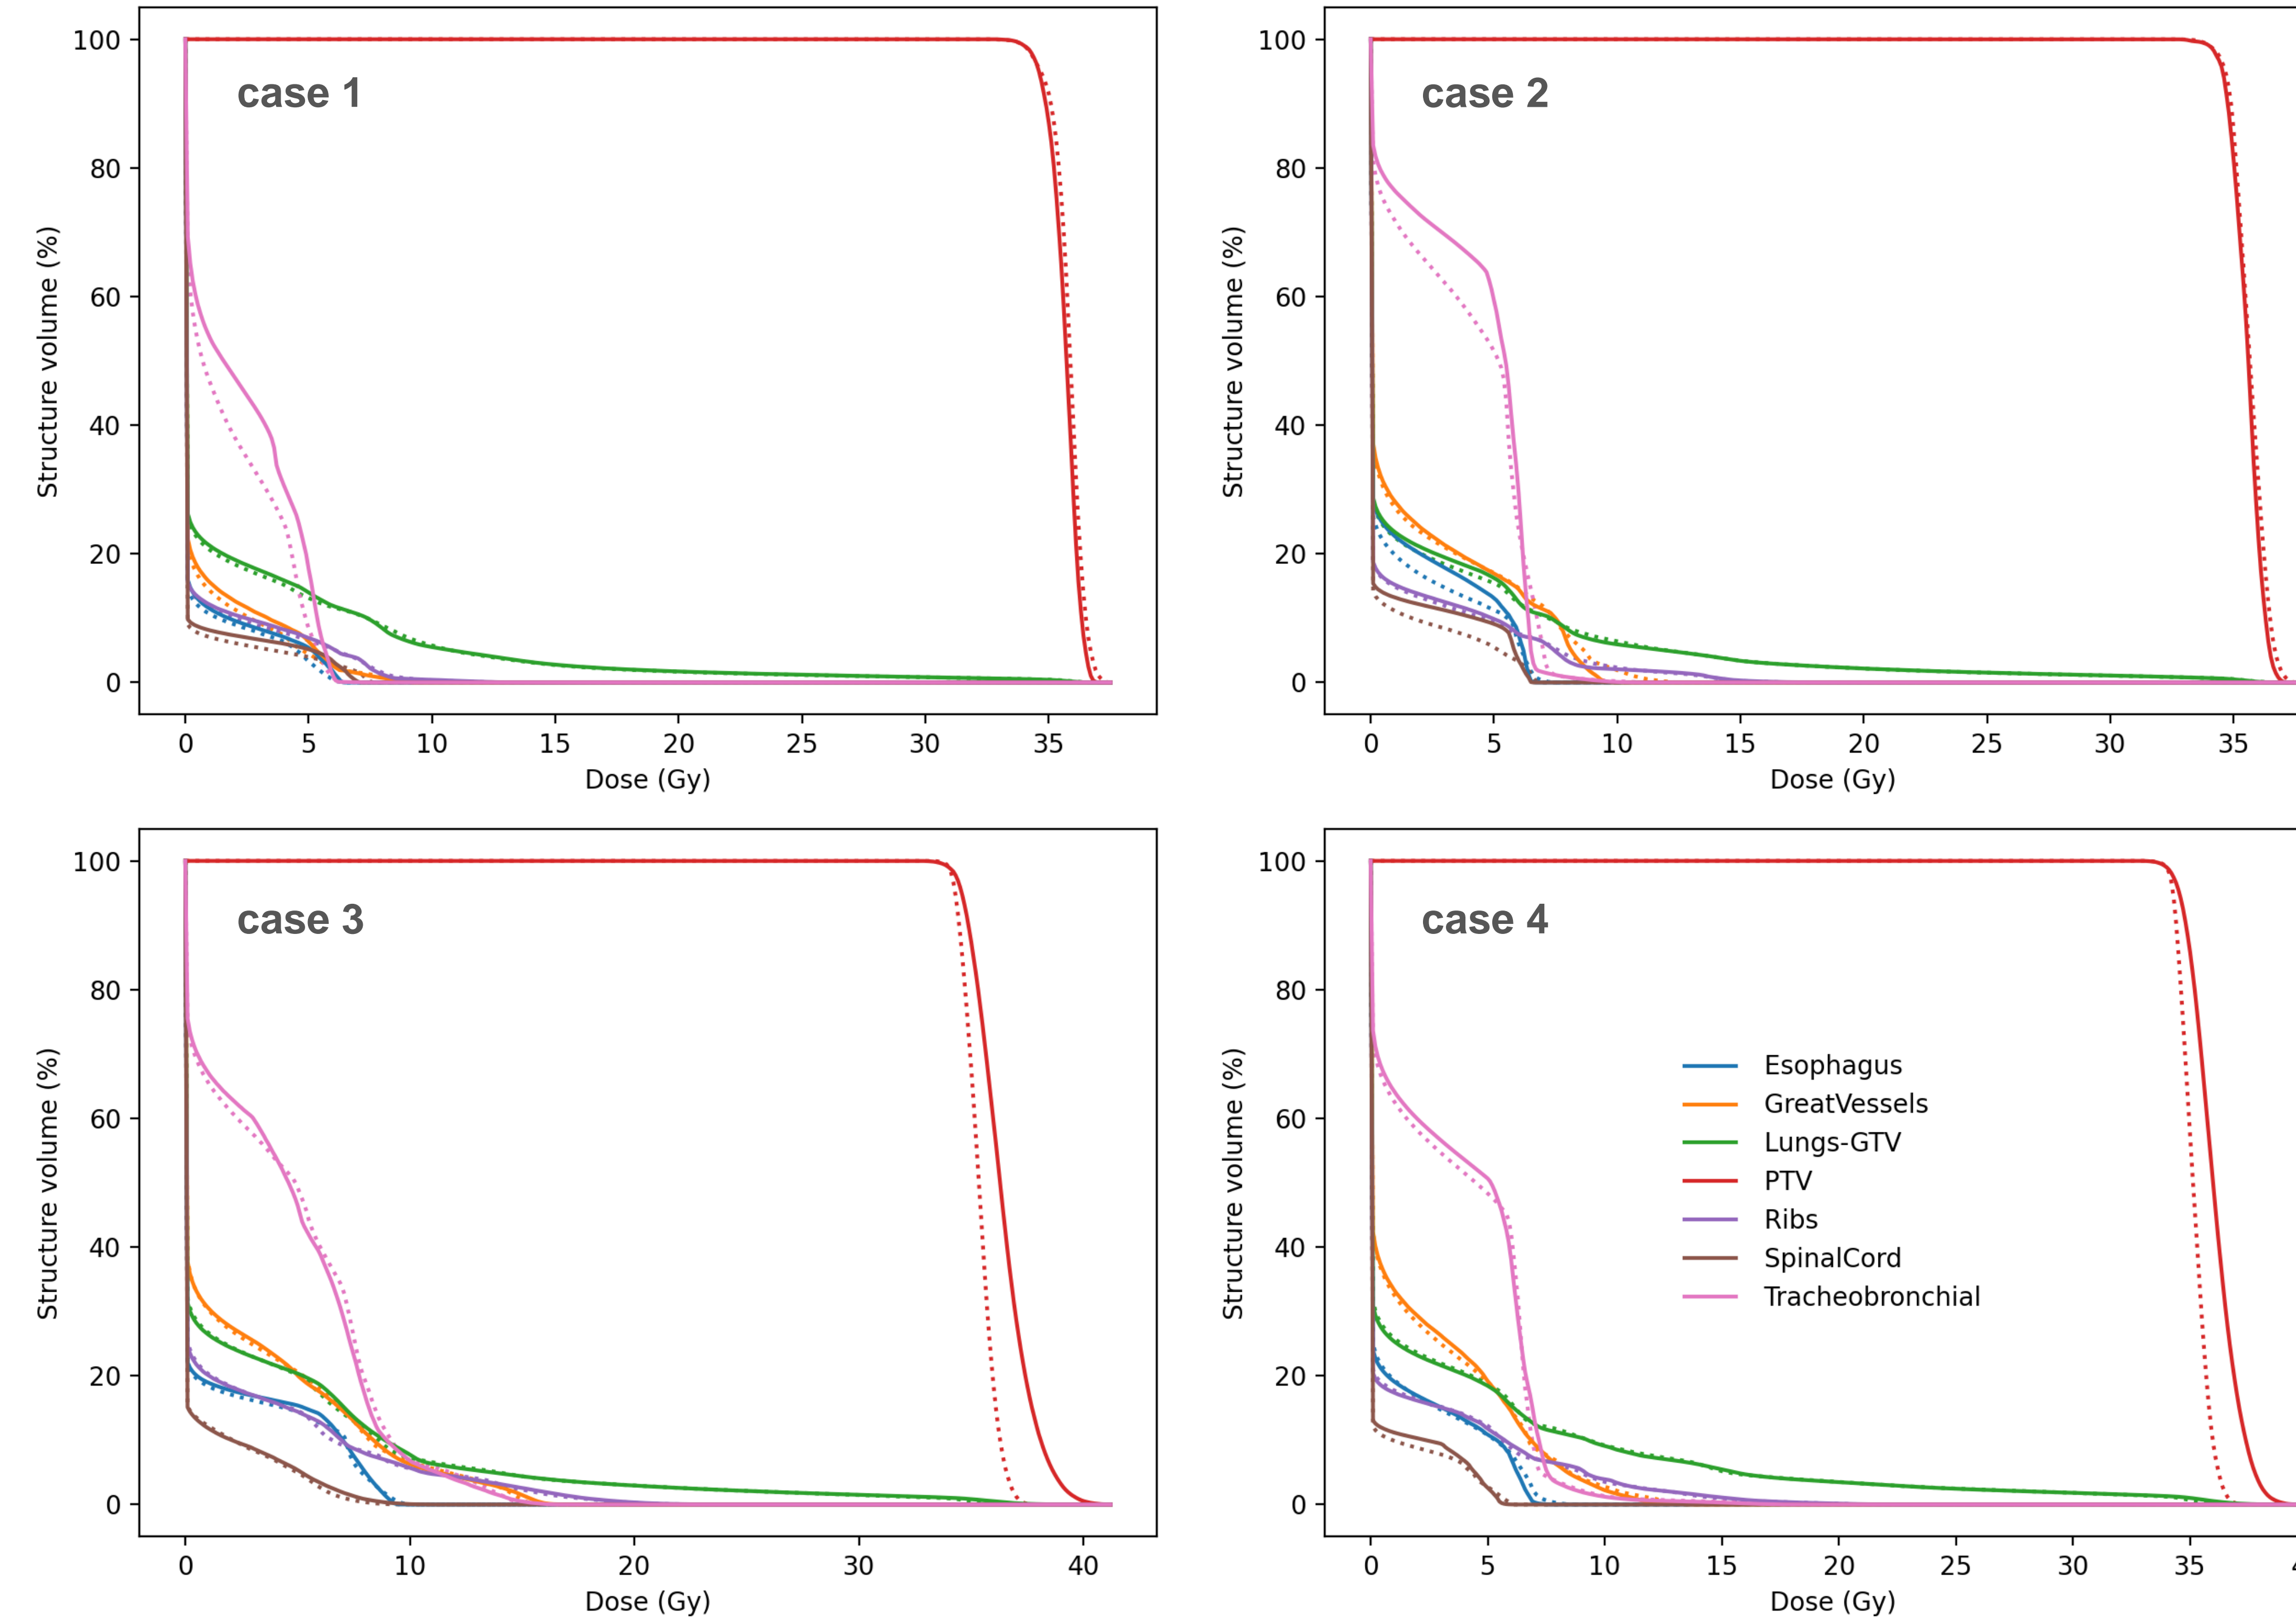 case 1
Structure volume (%)
100
80
60
40
20
0
0 5 10 15 20 25 30 35
Dose (Gy)
case 2
Structure volume (%)
100
80
60
40
20
0
0 5 10 15 20 25 30 35
Dose (Gy)
case 3
Structure volume (%)
100
80
60
40
20
0
0 10 20 30 40
Dose (Gy)
case 4
Structure volume (%)
100
80
60
40
20
0
Esophagus
GreatVessels
Lungs-GTV
PTV
Ribs
SpinalCord
Tracheobronchial
0 5 10 15 20 25 30 35
Dose (Gy)